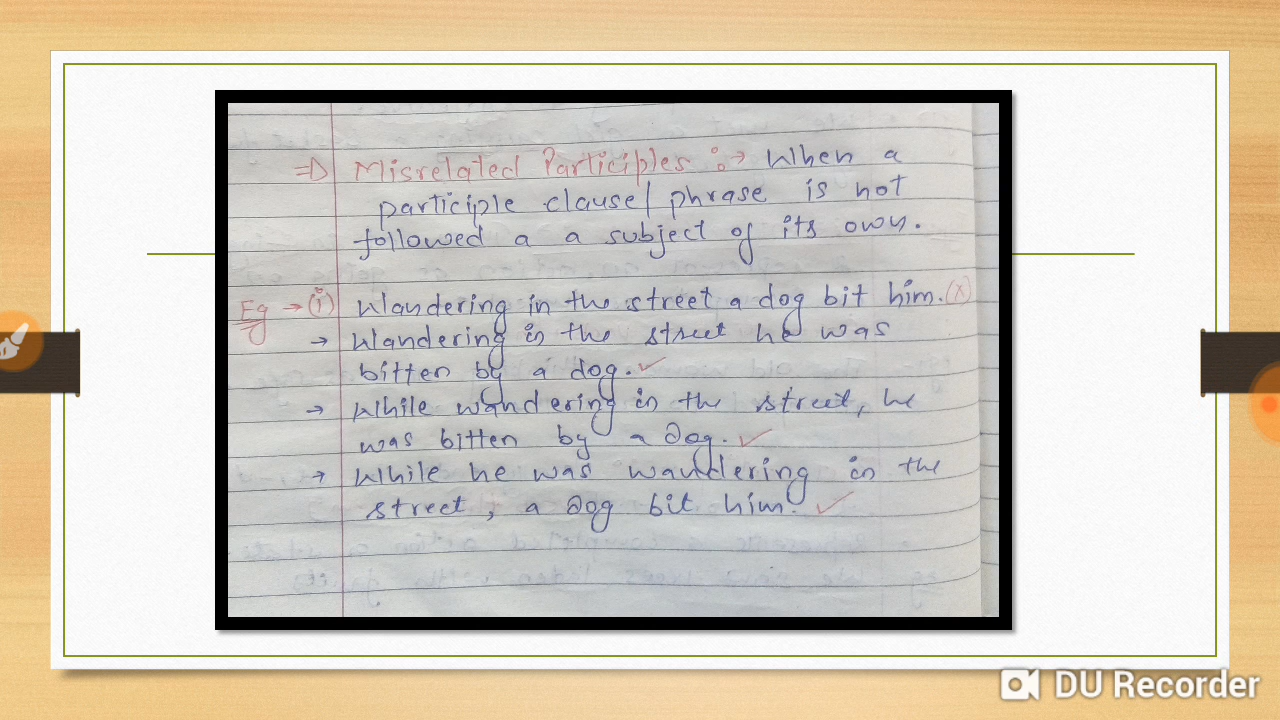 ⇒ Misrelated Participles :→ When a
participle clause/ phrase is not
followed a a subject of its own.
Eg → (i) Wandering in the street a dog bit him. (x)
→ Wandering in the street he was
bitten by a dog. ✓
→ While wandering in the street, he
was bitten by a dog. ✓
→ While he was wandering in the
street, a dog bit him. ✓
DU Recorder